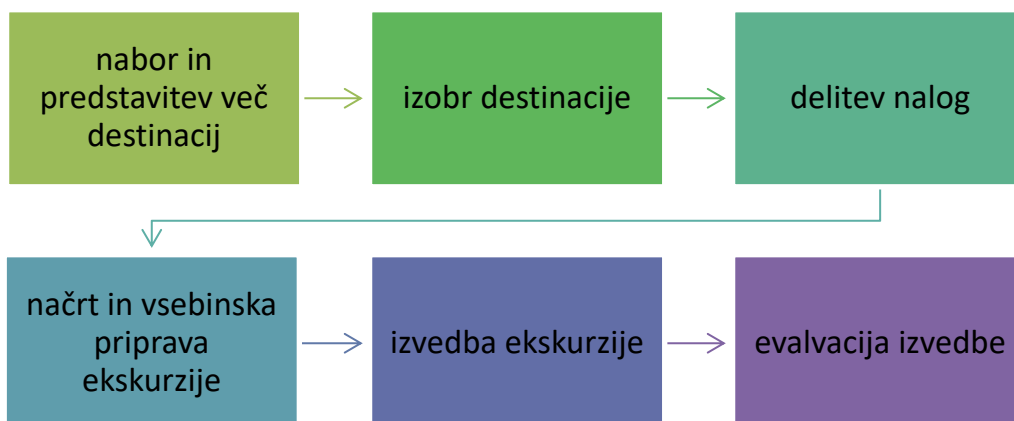 nabor in
predstavitev več
destinacij
izobr destinacije
delitev nalog
načrt in vsebinska
priprava
ekskurzije
izvedba ekskurzije
evalvacija izvedbe